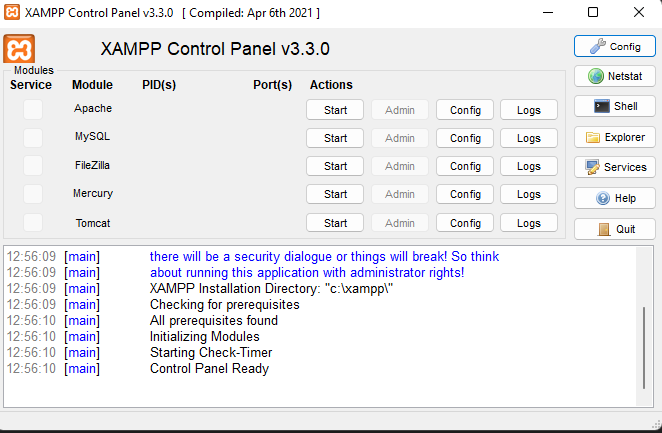 XAMPP Control Panel v3.3.0 [ Compiled: Apr 6th 2021 ]
XAMPP Control Panel v3.3.0
Config
Modules
Service Module PID(s) Port(s) Actions
Netstat
Apache Start Admin Config Logs
Shell
MySQL Start Admin Config Logs
Explorer
FileZilla Start Admin Config Logs
Services
Mercury Start Admin Config Logs
Help
Tomcat Start Admin Config Logs
Quit
12:56:09 [main] there will be a security dialogue or things will break! So think
12:56:09 [main] about running this application with administrator rights!
12:56:09 [main] XAMPP Installation Directory: "c:\xampp\"
12:56:09 [main] Checking for prerequisites
12:56:10 [main] All prerequisites found
12:56:10 [main] Initializing Modules
12:56:10 [main] Starting Check-Timer
12:56:10 [main] Control Panel Ready